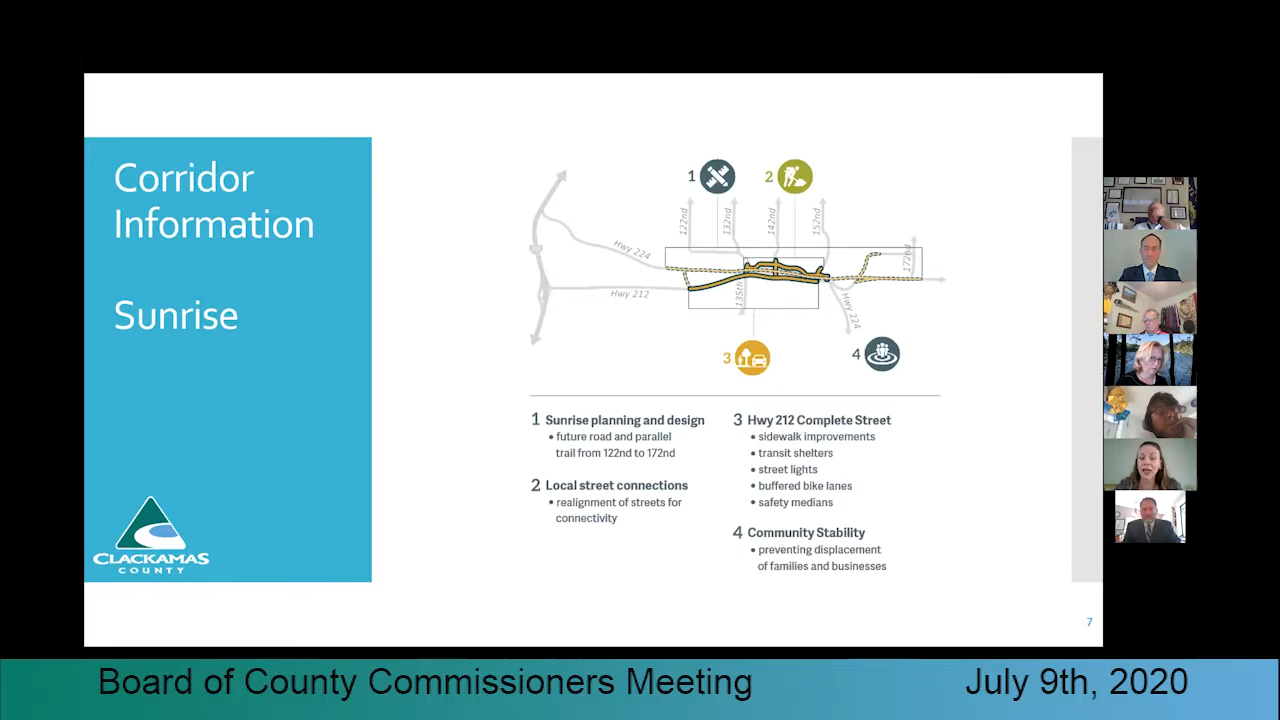 Corridor
Information
Sunrise
CLACKAMAS
COUNTY
1
2
122nd
132nd
142nd
152nd
172nd
Hwy 224
Hwy 212
135th
Hwy 224
3
4
1 Sunrise planning and design
• future road and parallel
trail from 122nd to 172nd
2 Local street connections
• realignment of streets for
connectivity
3 Hwy 212 Complete Street
• sidewalk improvements
• transit shelters
• street lights
• buffered bike lanes
• safety medians
4 Community Stability
• preventing displacement
of families and businesses
7
Board of County Commissioners Meeting
July 9th, 2020